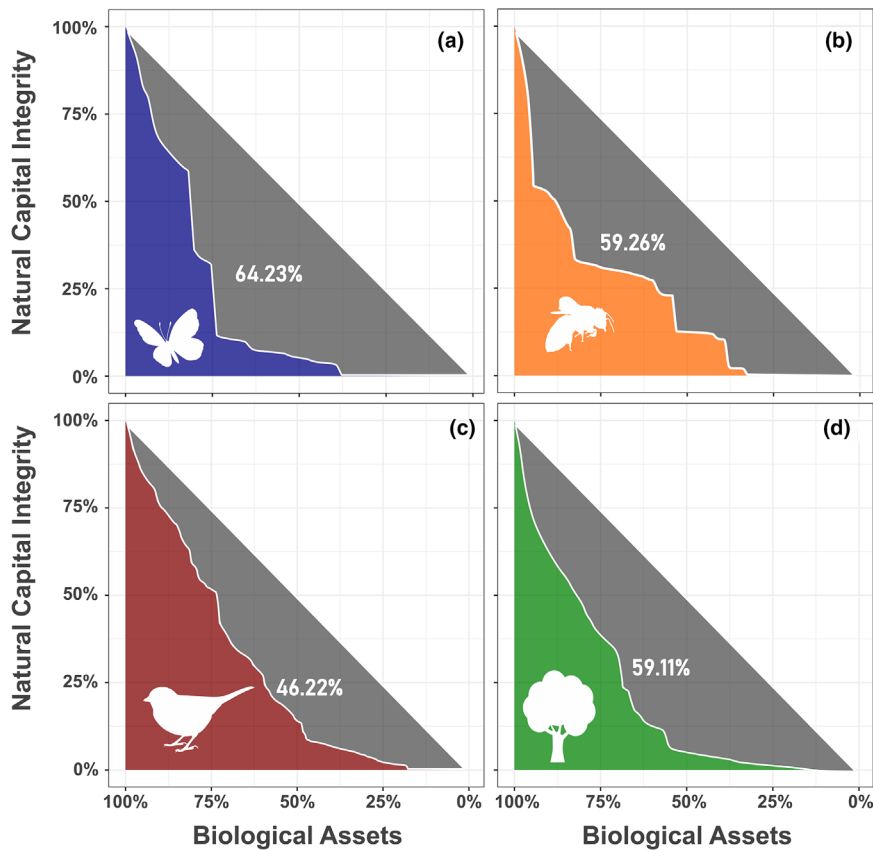 Natural Capital Integrity
100%
75%
50%
25%
0%
(a)
64.23%
(b)
59.26%
Natural Capital Integrity
100%
75%
50%
25%
0%
(c)
46.22%
(d)
59.11%
100% 75% 50% 25% 0%
100% 75% 50% 25% 0%
Biological Assets
Biological Assets